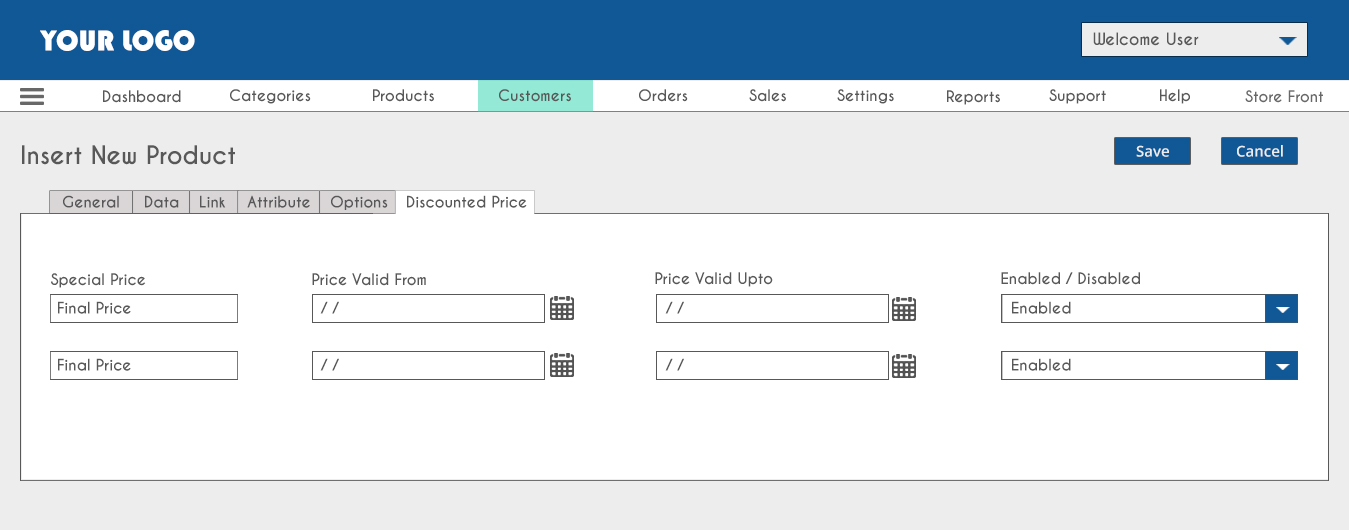 YOUR LOGO
Welcome User
Dashboard Categories Products Customers Orders Sales Settings Reports Support Help Store Front
Insert New Product
Save Cancel
General Data Link Attribute Options Discounted Price
Special Price Price Valid From Price Valid Upto Enabled / Disabled
Final Price / / / / Enabled
Final Price / / / / Enabled